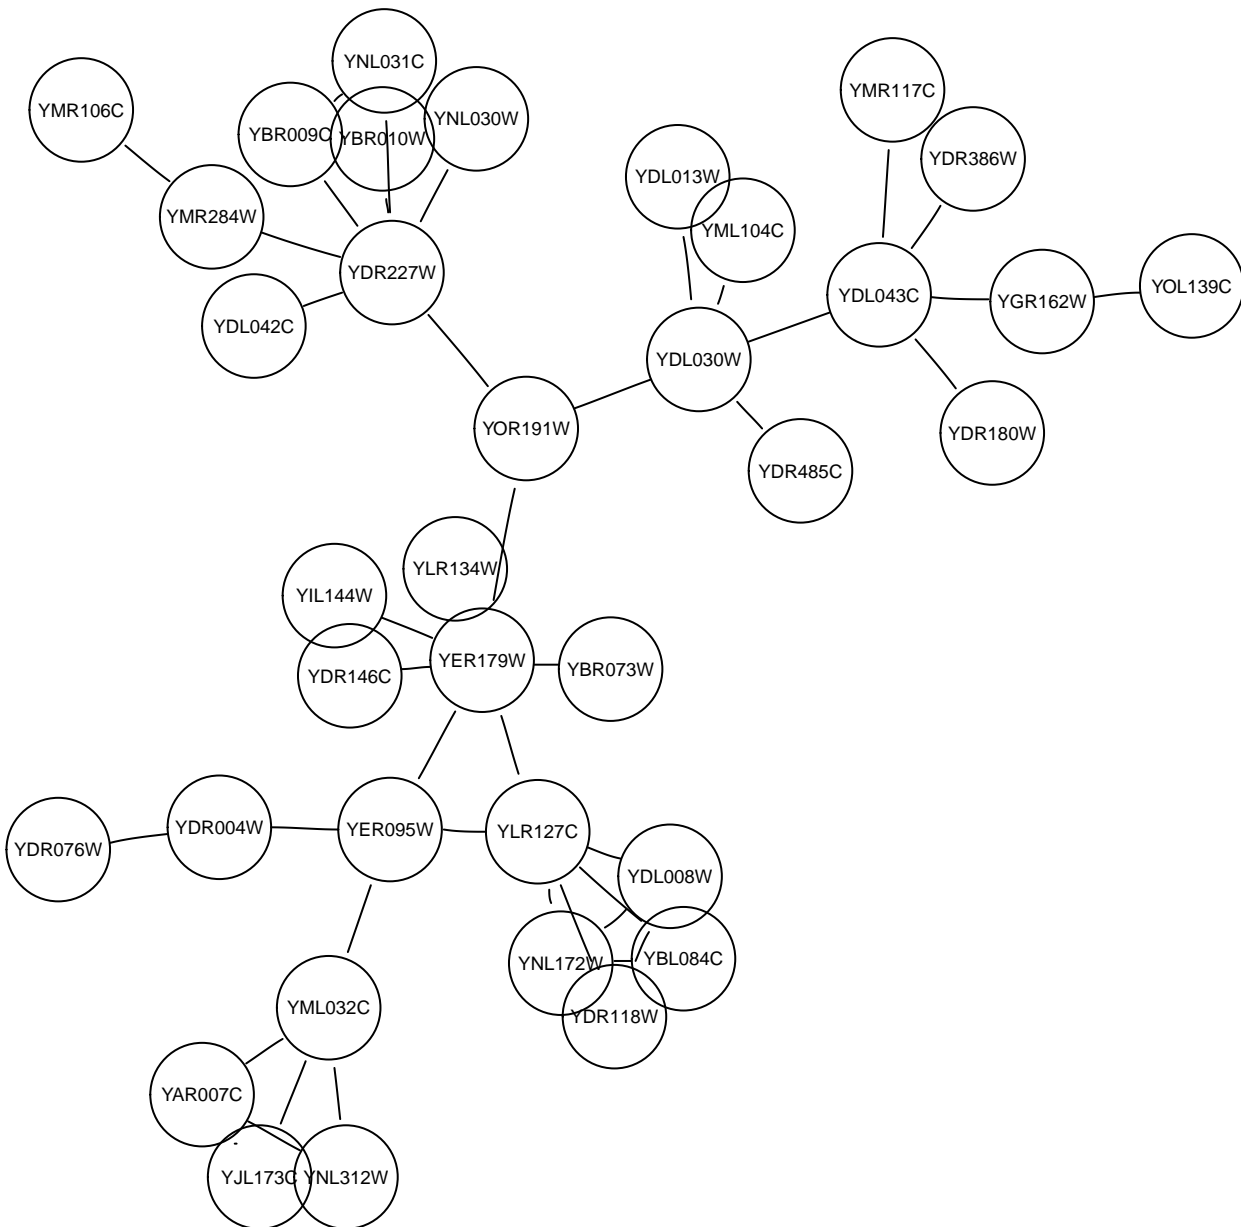 YNL031C
YMR117C
YMR106C
YNL030W
YBR009C
YBR010W
YDR386W
YDL013W
YMR284W
YML104C
YDR227W
YOL139C
YDL043C
YGR162W
YDL042C
YDL030W
YOR191W
YDR180W
YDR485C
YLR134W
YIL144W
YER179W
YBR073W
YDR146C
YDR004W
YER095W
YLR127C
YDR076W
YDL008W
YBL084C
YNL172W
YML032C
YDR118W
YAR007C
YJL173C
YNL312W